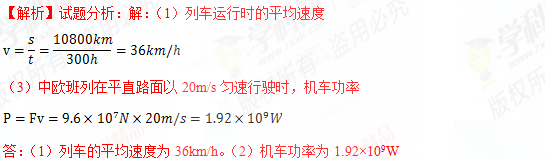 【解析】试题分析：解：（1）列车运行时的平均速度
v = s/t = 10800km/300h = 36km/h
（3）中欧班列在平直路面以 20m/s 匀速行驶时，机车功率
P = Fv = 9.6 × 10⁷N × 20m/s = 1.92 × 10⁹W
答：（1）列车的平均速度为 36km/h。（2）机车功率为 1.92×10⁹W